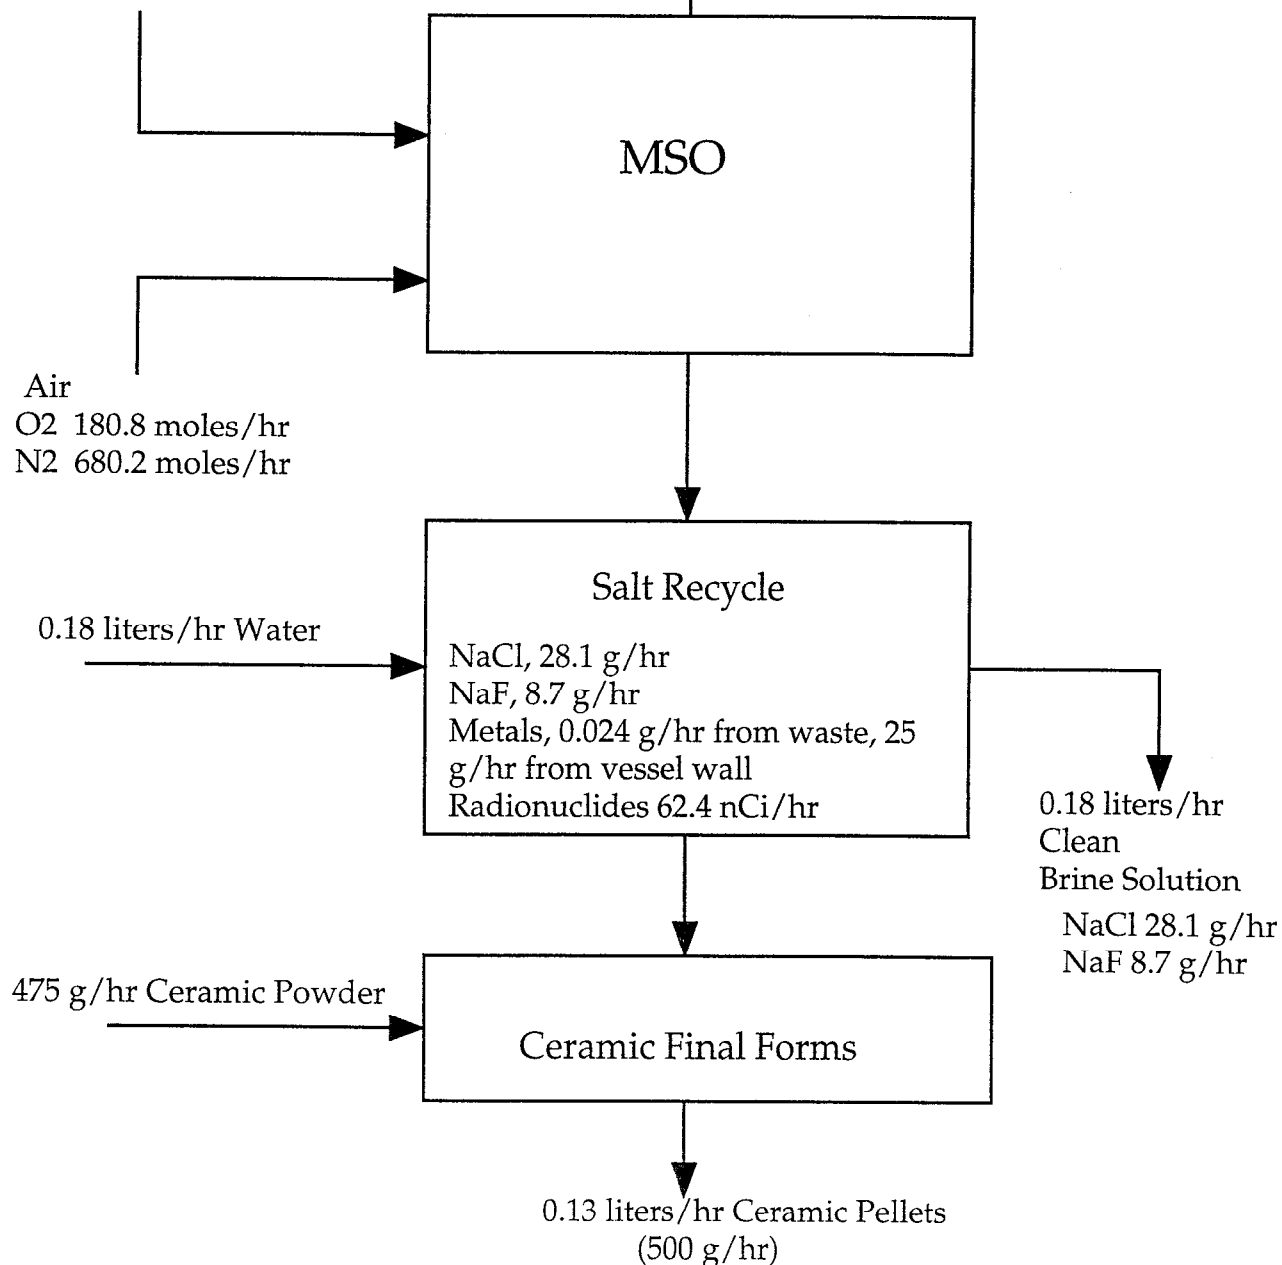 MSO
Air
O2 180.8 moles/hr
N2 680.2 moles/hr
Salt Recycle
0.18 liters/hr Water
NaCl, 28.1 g/hr
NaF, 8.7 g/hr
Metals, 0.024 g/hr from waste, 25
g/hr from vessel wall
Radionuclides 62.4 nCi/hr
0.18 liters/hr
Clean
Brine Solution
NaCl 28.1 g/hr
NaF 8.7 g/hr
475 g/hr Ceramic Powder
Ceramic Final Forms
0.13 liters/hr Ceramic Pellets
(500 g/hr)